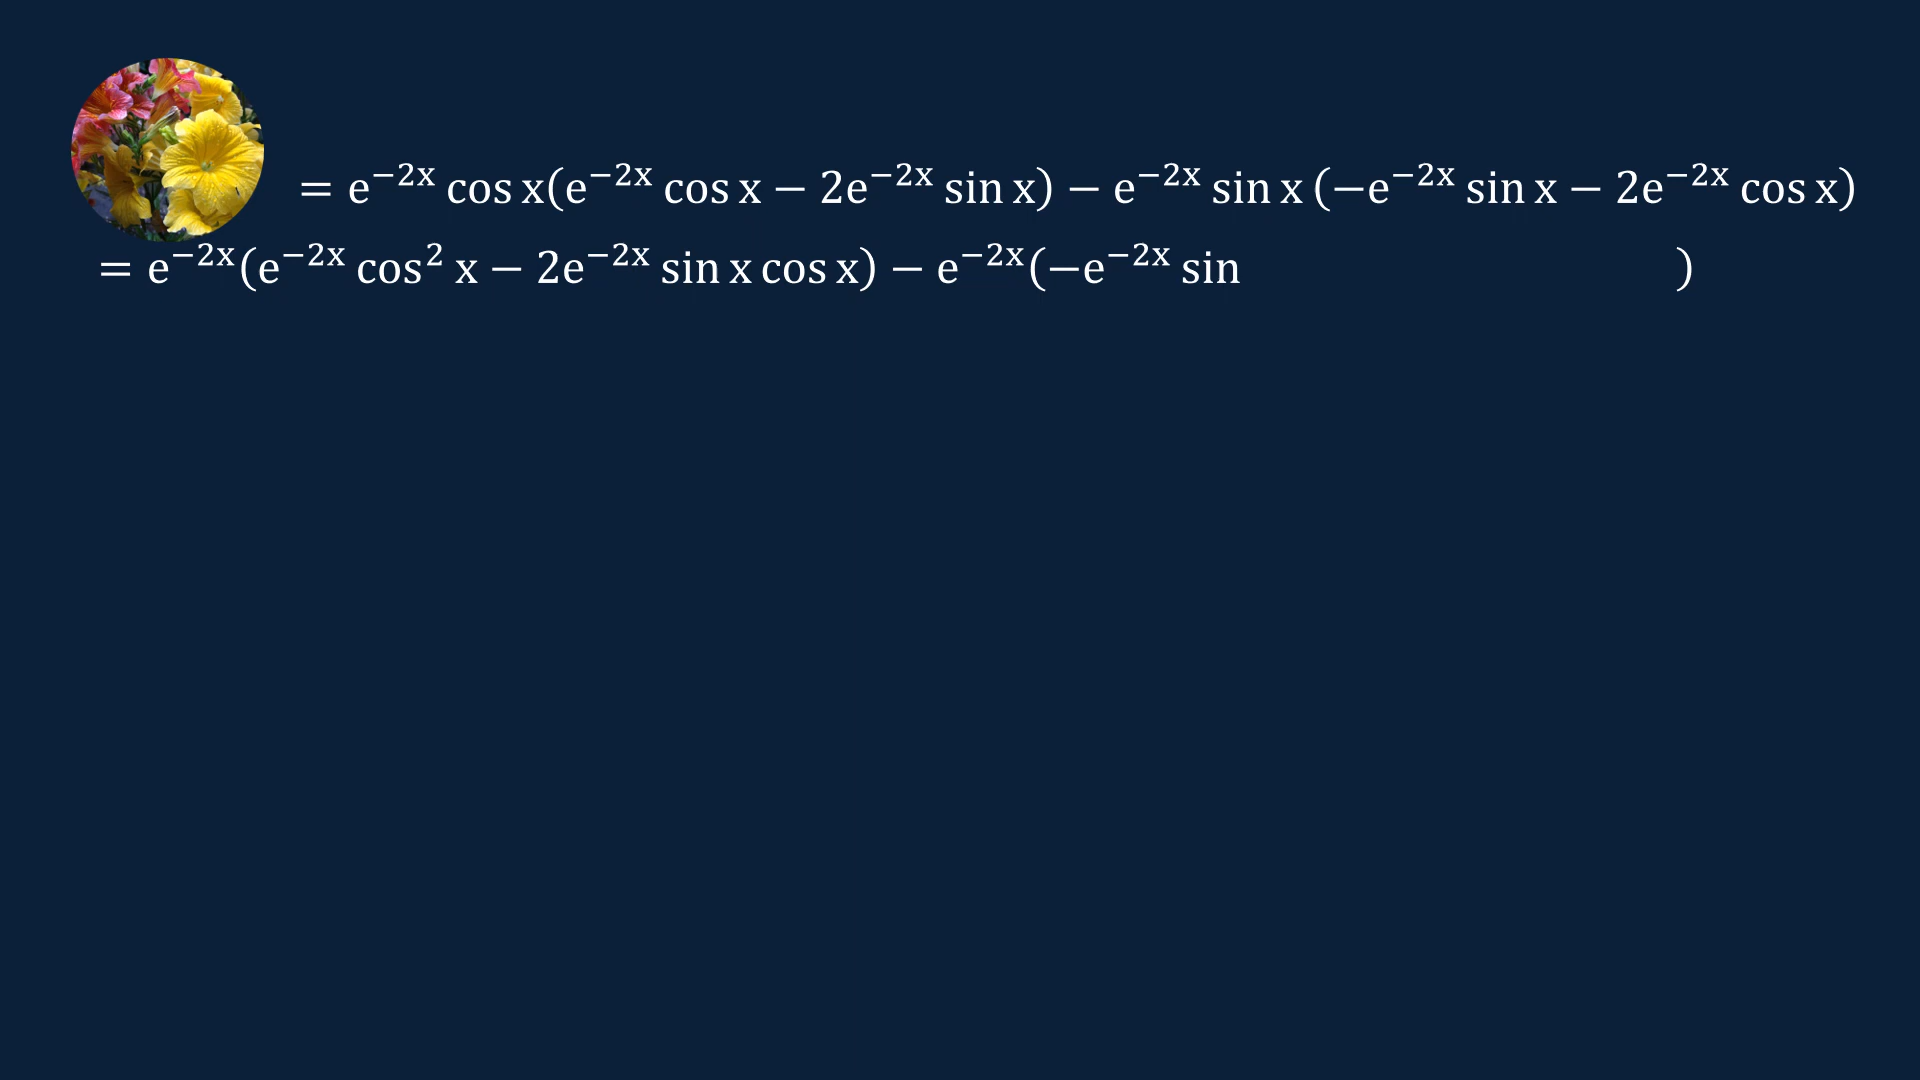 = e⁻²ˣ cos x(e⁻²ˣ cos x − 2e⁻²ˣ sin x) − e⁻²ˣ sin x (−e⁻²ˣ sin x − 2e⁻²ˣ cos x)
= e⁻²ˣ(e⁻²ˣ cos² x − 2e⁻²ˣ sin x cos x) − e⁻²ˣ(−e⁻²ˣ sin )